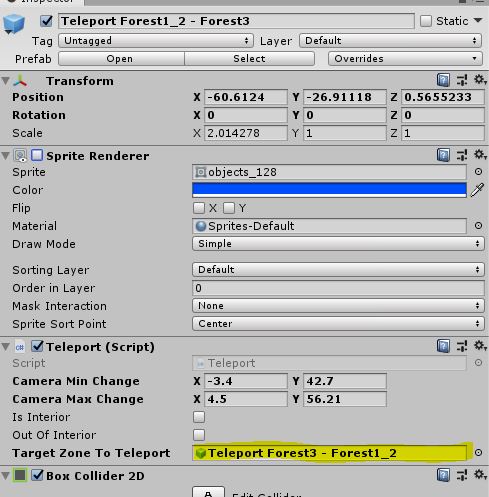 Inspector
Teleport Forest1_2 - Forest3 Static
Tag Untagged Layer Default
Prefab Open Select Overrides
Transform
Position X -60.6124 Y -26.91118 Z 0.5655233
Rotation X 0 Y 0 Z 0
Scale X 2.014278 Y 1 Z 1
Sprite Renderer
Sprite objects_128
Color
Flip X Y
Material Sprites-Default
Draw Mode Simple
Sorting Layer Default
Order in Layer 0
Mask Interaction None
Sprite Sort Point Center
Teleport (Script)
Script Teleport
Camera Min Change X -3.4 Y 42.7
Camera Max Change X 4.5 Y 56.21
Is Interior
Out Of Interior
Target Zone To Teleport Teleport Forest3 - Forest1_2
Box Collider 2D
Edit Collider